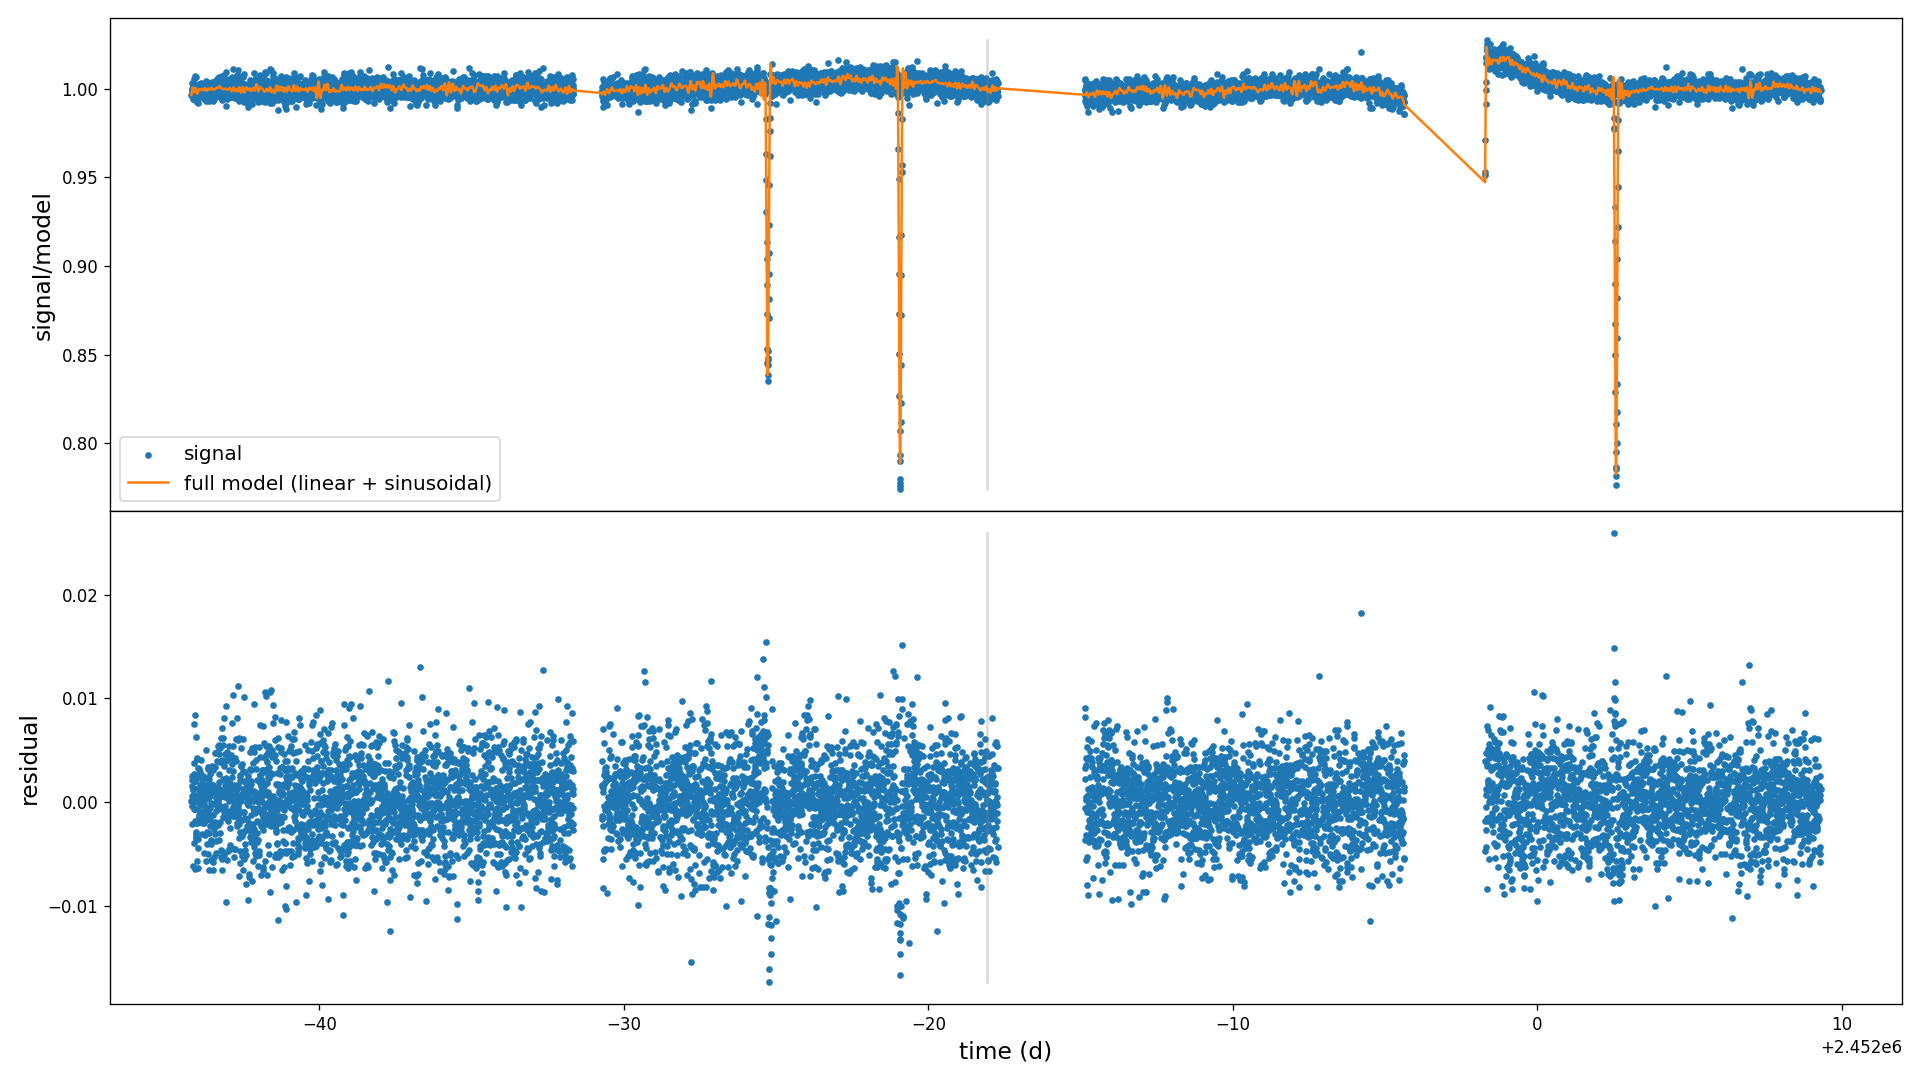 signal/model
1.00
0.95
0.90
0.85
0.80
signal
full model (linear + sinusoidal)
residual
0.02
0.01
0.00
−0.01
−40
−30
−20
−10
0
10
time (d)
+2.452e6